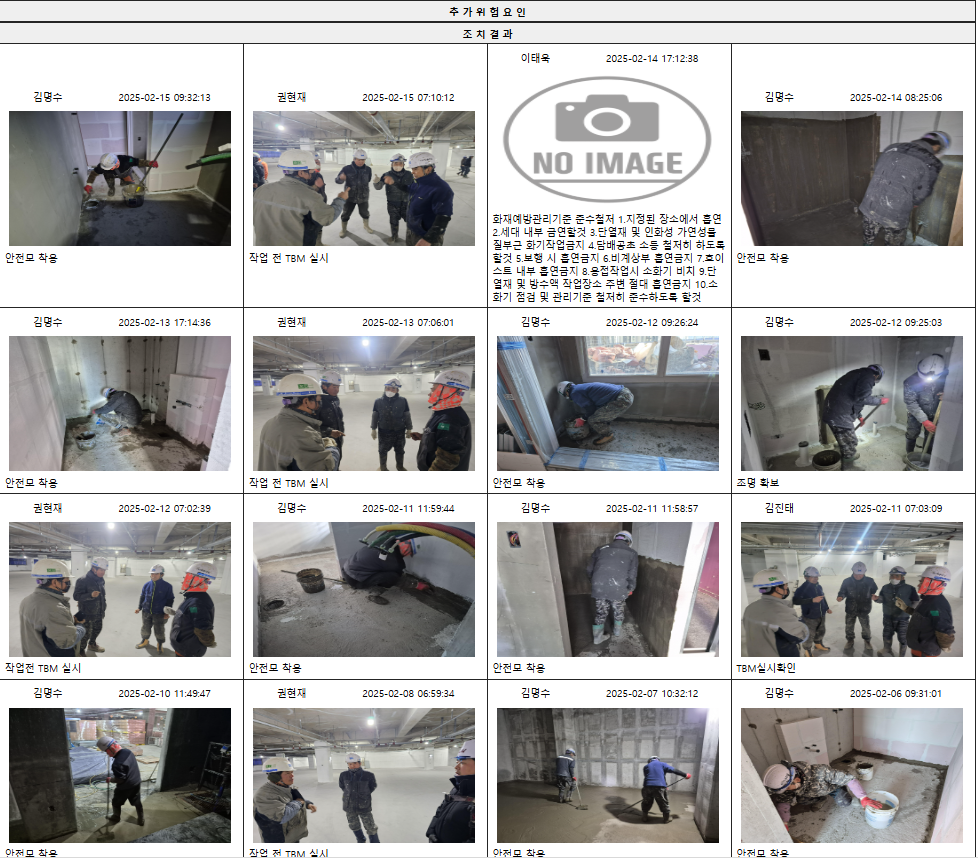 추 가 위 험 요 인
조 치 결 과
김명수 2025-02-15 09:32:13
안전모 착용
권현재 2025-02-15 07:10:12
작업 전 TBM 실시
이태욱 2025-02-14 17:12:38
NO IMAGE
화재예방관리기준 준수철저 1.지정된 장소에서 흡연
2.세대 내부 금연할것 3.단열재 및 인화성 가연성물
질부근 화기작업금지 4.담배꽁초 소등 철저히 하도록
할것 5.보행 시 흡연금지 6.비계상부 흡연금지 7.호이
스트 내부 흡연금지 8.용접작업시 소화기 비치 9.단
열재 및 방수액 작업장소 주변 절대 흡연금지 10.소
화기 점검 및 관리기준 철저히 준수하도록 할것
김명수 2025-02-14 08:25:06
안전모 착용
김명수 2025-02-13 17:14:36
안전모 착용
권현재 2025-02-13 07:06:01
작업 전 TBM 실시
김명수 2025-02-12 09:26:24
안전모 착용
김명수 2025-02-12 09:25:03
조명 확보
권현재 2025-02-12 07:02:39
작업전 TBM 실시
김명수 2025-02-11 11:59:44
안전모 착용
김명수 2025-02-11 11:58:57
안전모 착용
김진태 2025-02-11 07:03:09
TBM실시확인
김명수 2025-02-10 11:49:47
안전모 착용
권현재 2025-02-08 06:59:34
작업 전 TBM 실시
김명수 2025-02-07 10:32:12
안전모 착용
김명수 2025-02-06 09:31:01
안전모 착용